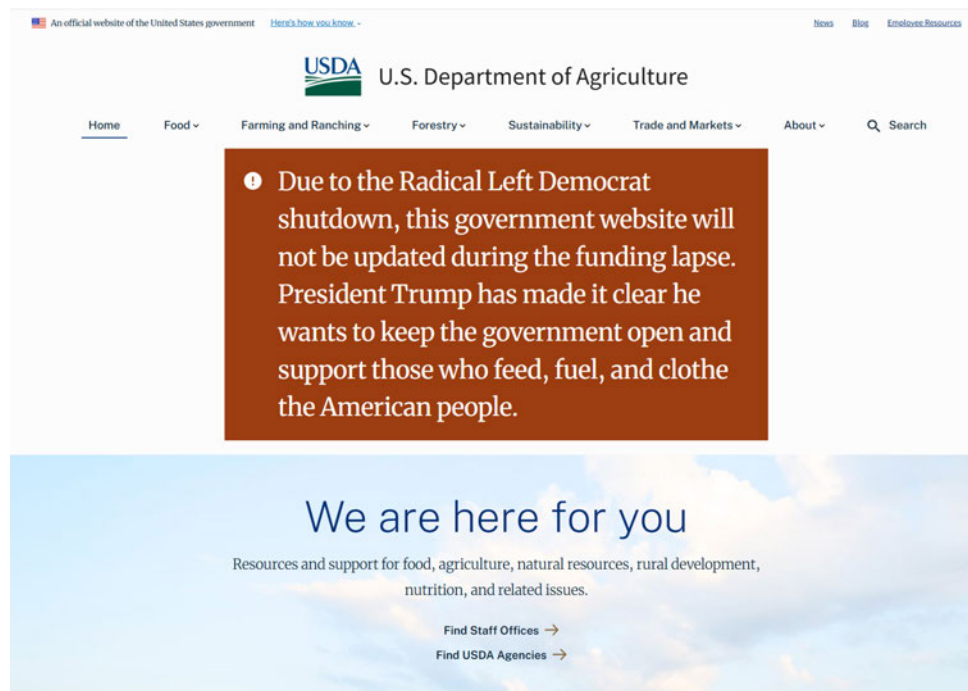 An official website of the United States government Here's how you know
News Blog Employee Resources
USDA U.S. Department of Agriculture
Home Food Farming and Ranching Forestry Sustainability Trade and Markets About Search
Due to the Radical Left Democrat
shutdown, this government website will
not be updated during the funding lapse.
President Trump has made it clear he
wants to keep the government open and
support those who feed, fuel, and clothe
the American people.
We are here for you
Resources and support for food, agriculture, natural resources, rural development,
nutrition, and related issues.
Find Staff Offices →
Find USDA Agencies →